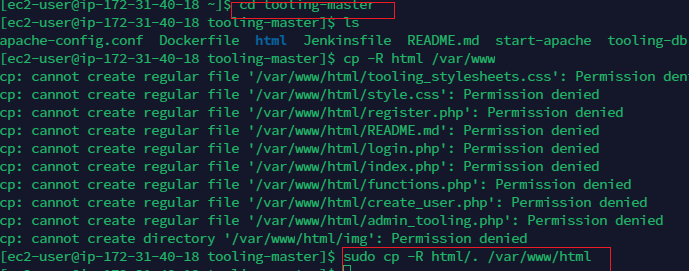 [ec2-user@ip-172-31-40-18 ~]$ cd tooling-master
[ec2-user@ip-172-31-40-18 tooling-master]$ ls
apache-config.conf Dockerfile html Jenkinsfile README.md start-apache tooling-db
[ec2-user@ip-172-31-40-18 tooling-master]$ cp -R html /var/www
cp: cannot create regular file '/var/www/html/tooling_stylesheets.css': Permission den
cp: cannot create regular file '/var/www/html/style.css': Permission denied
cp: cannot create regular file '/var/www/html/register.php': Permission denied
cp: cannot create regular file '/var/www/html/README.md': Permission denied
cp: cannot create regular file '/var/www/html/login.php': Permission denied
cp: cannot create regular file '/var/www/html/index.php': Permission denied
cp: cannot create regular file '/var/www/html/functions.php': Permission denied
cp: cannot create regular file '/var/www/html/create_user.php': Permission denied
cp: cannot create regular file '/var/www/html/admin_tooling.php': Permission denied
cp: cannot create directory '/var/www/html/img': Permission denied
[ec2-user@ip-172-31-40-18 tooling-master]$ sudo cp -R html/. /var/www/html